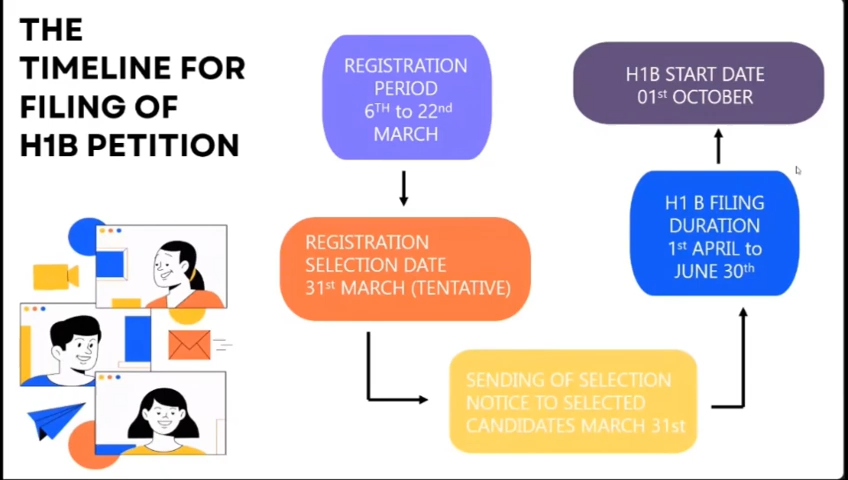 THE
TIMELINE FOR
FILING OF
H1B PETITION
REGISTRATION
PERIOD
6TH to 22nd
MARCH
REGISTRATION
SELECTION DATE
31st MARCH (TENTATIVE)
SENDING OF SELECTION
NOTICE TO SELECTED
CANDIDATES MARCH 31st
H1 B FILING
DURATION
1st APRIL to
JUNE 30th
H1B START DATE
01st OCTOBER